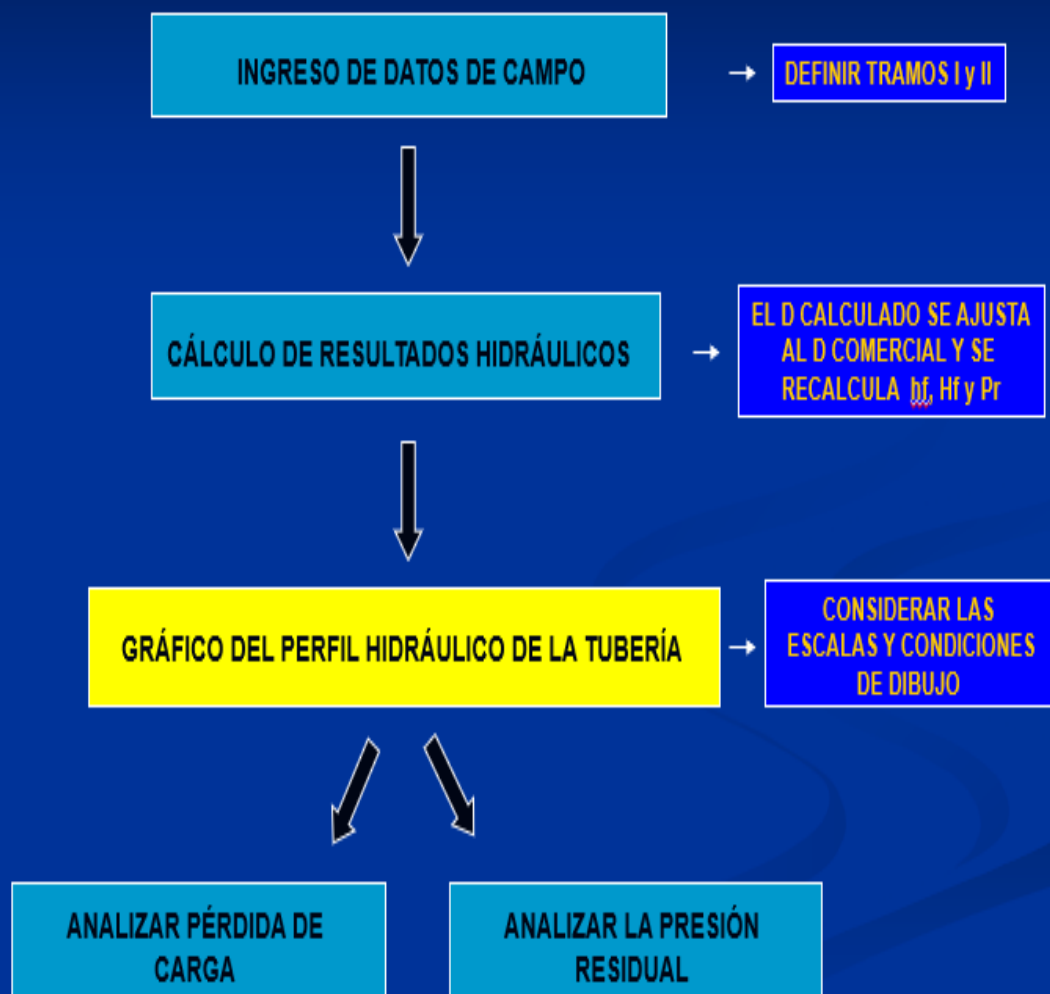 INGRESO DE DATOS DE CAMPO
DEFINIR TRAMOS I y II
CÁLCULO DE RESULTADOS HIDRÁULICOS
EL D CALCULADO SE AJUSTA
AL D COMERCIAL Y SE
RECALCULA hf, Hf y Pr
GRÁFICO DEL PERFIL HIDRÁULICO DE LA TUBERÍA
CONSIDERAR LAS
ESCALAS Y CONDICIONES
DE DIBUJO
ANALIZAR PÉRDIDA DE
CARGA
ANALIZAR LA PRESIÓN
RESIDUAL